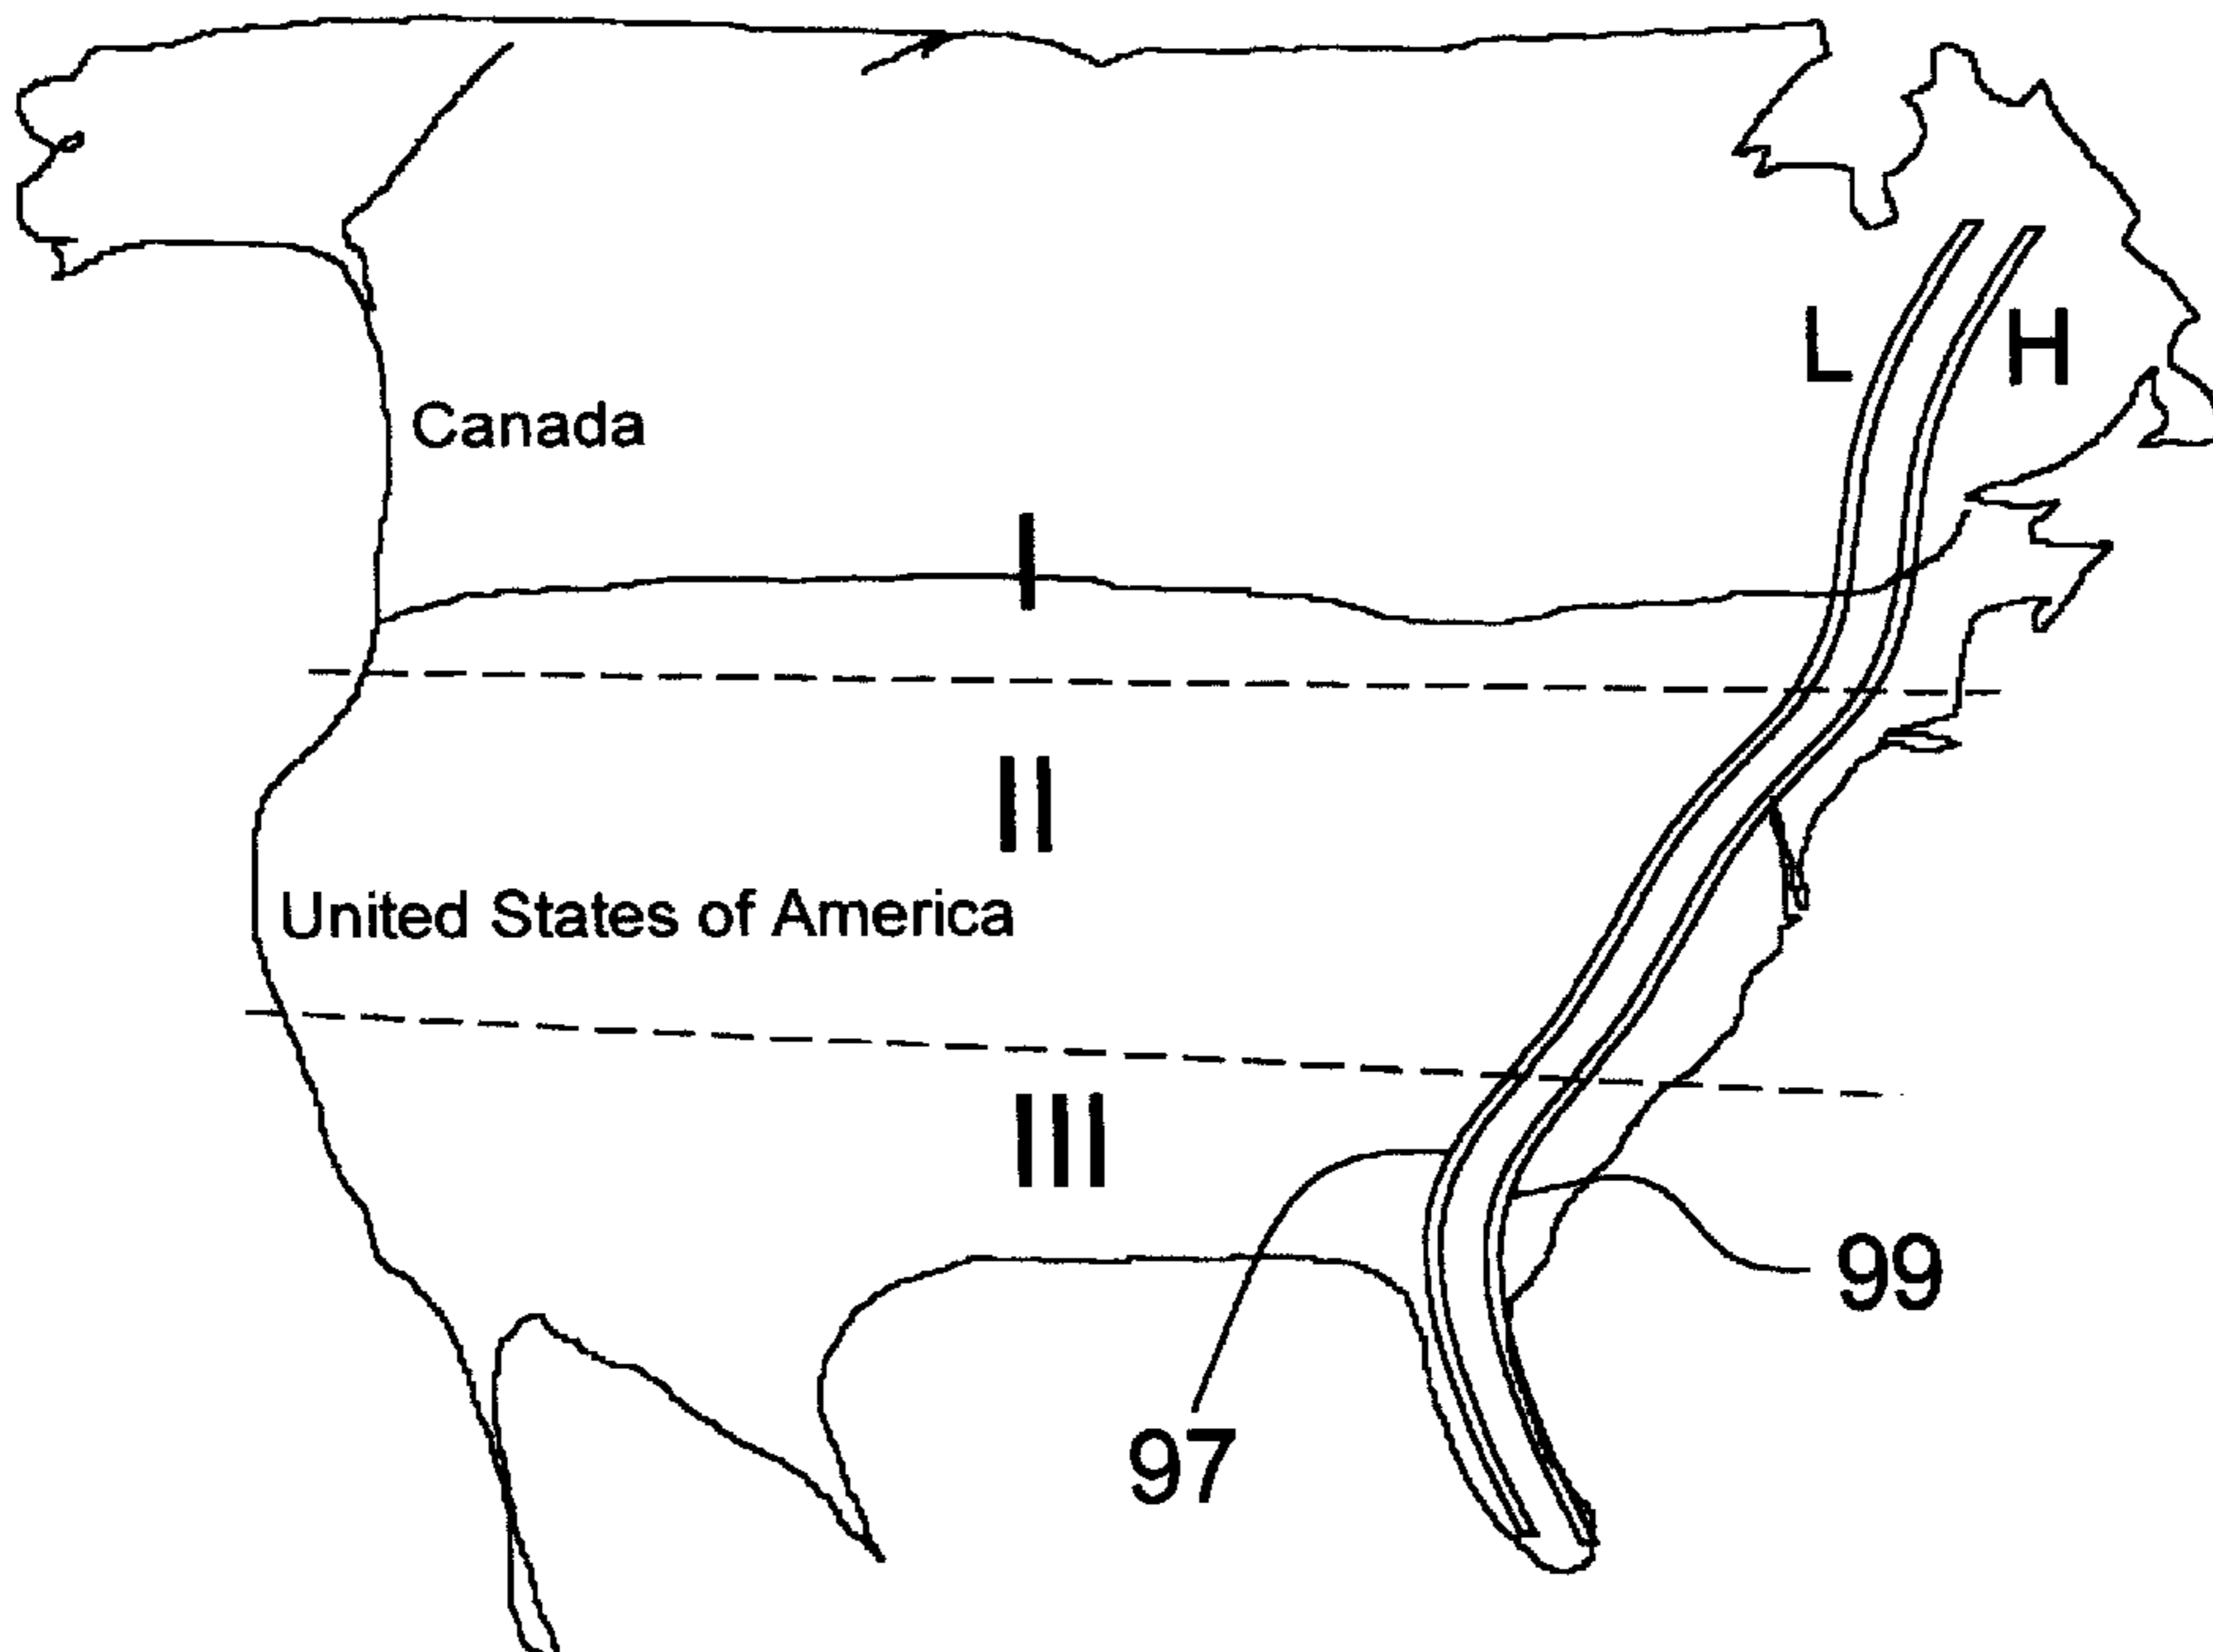 L H
Canada
I
II
United States of America
III
99
97